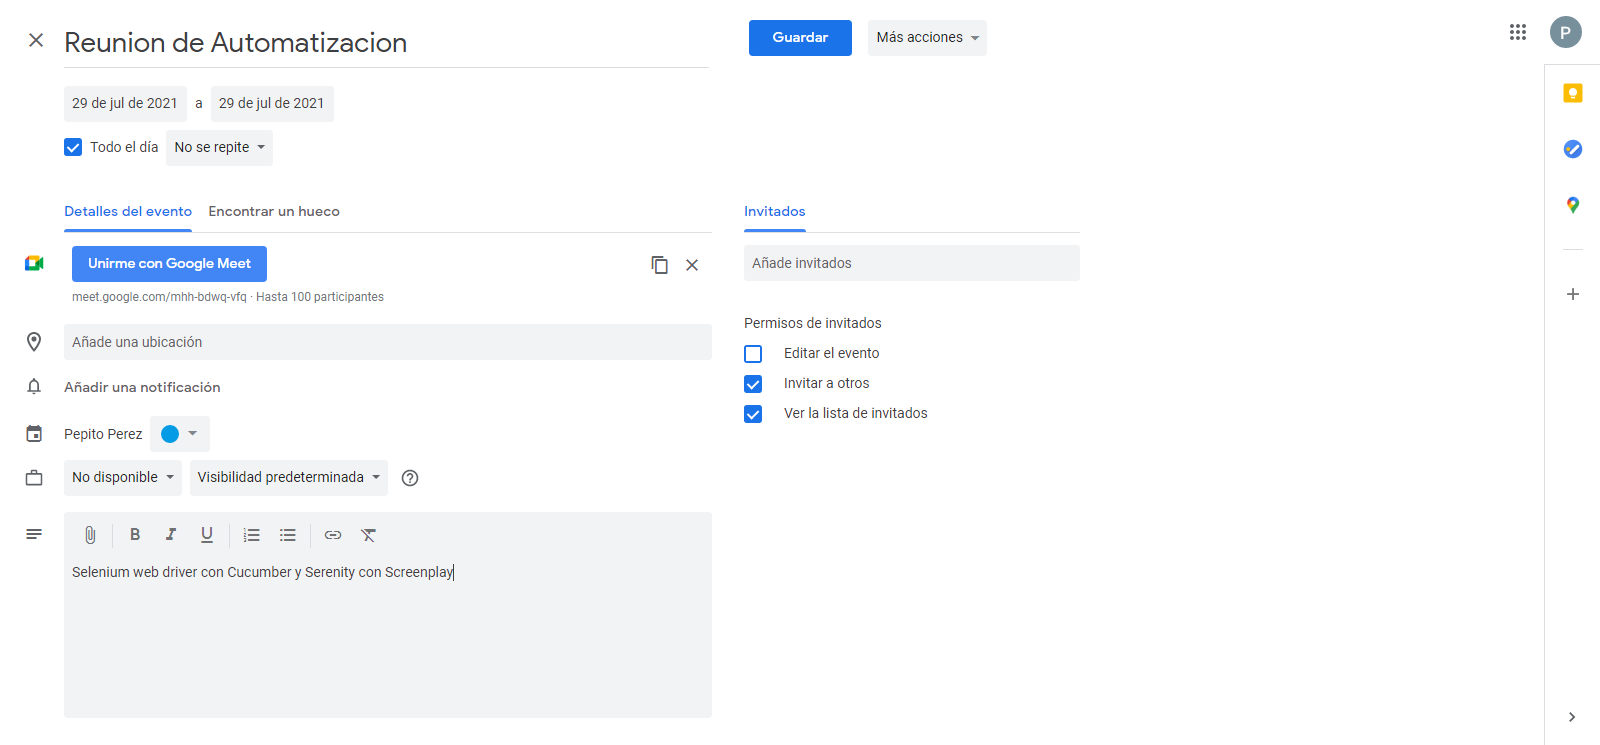 Reunion de Automatizacion
Guardar
Más acciones
P
29 de jul de 2021 a 29 de jul de 2021
Todo el día No se repite
Detalles del evento Encontrar un hueco
Invitados
Unirme con Google Meet
meet.google.com/mhh-bdwq-vfq · Hasta 100 participantes
Añade invitados
Añade una ubicación
Permisos de invitados
Editar el evento
Invitar a otros
Ver la lista de invitados
Añadir una notificación
Pepito Perez
No disponible Visibilidad predeterminada
B I U
Selenium web driver con Cucumber y Serenity con Screenplay